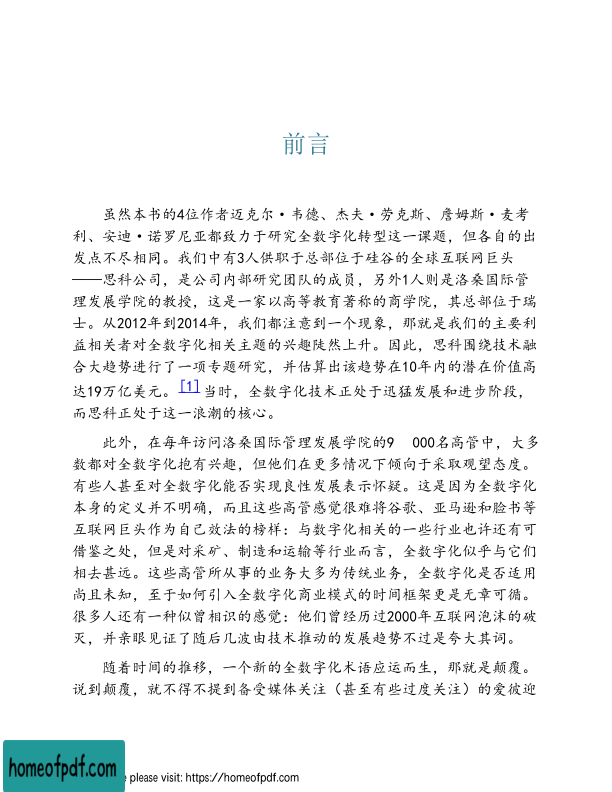 前言
虽然本书的4位作者迈克尔·韦德、杰夫·劳克斯、詹姆斯·麦考
利、安迪·诺罗尼亚都致力于研究全数字化转型这一课题，但各自的出
发点不尽相同。我们中有3人供职于总部位于硅谷的全球互联网巨头
——思科公司，是公司内部研究团队的成员，另外1人则是洛桑国际管
理发展学院的教授，这是一家以高等教育著称的商学院，其总部位于瑞
士。从2012年到2014年，我们都注意到一个现象，那就是我们的主要利
益相关者对全数字化相关主题的兴趣陡然上升。因此，思科围绕技术融
合大趋势进行了一项专题研究，并估算出该趋势在10年内的潜在价值高
达19万亿美元。[1]当时，全数字化技术正处于迅猛发展和进步阶段，
而思科正处于这一浪潮的核心。
此外，在每年访问洛桑国际管理发展学院的9 000名高管中，大多
数都对全数字化抱有兴趣，但他们在更多情况下倾向于采取观望态度。
有些人甚至对全数字化能否实现良性发展表示怀疑。这是因为全数字化
本身的定义并不明确，而且这些高管感觉很难将谷歌、亚马逊和脸书等
互联网巨头作为自己效法的榜样：与数字化相关的一些行业也许还有可
借鉴之处，但是对采矿、制造和运输等行业而言，全数字化似乎与它们
相去甚远。这些高管所从事的业务大多为传统业务，全数字化是否适用
尚且未知，至于如何引入全数字化商业模式的时间框架更是无章可循。
很多人还有一种似曾相识的感觉：他们曾经历过2000年互联网泡沫的破
灭，并亲眼见证了随后几波由技术推动的发展趋势不过是夸大其词。
随着时间的推移，一个新的全数字化术语应运而生，那就是颠覆。
说到颠覆，就不得不提到备受媒体关注（甚至有些过度关注）的爱彼迎
homeofpdf.com
e please visit: https://homeofpdf.com